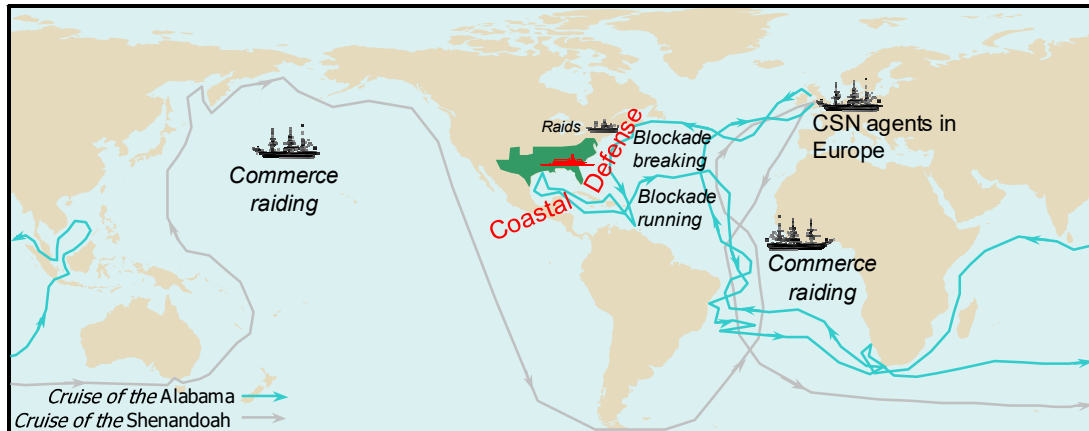 Raids
Coastal Defense
Blockade
breaking
Blockade
running
CSN agents in
Europe
Commerce
raiding
Commerce
raiding
Cruise of the Alabama
Cruise of the Shenandoah